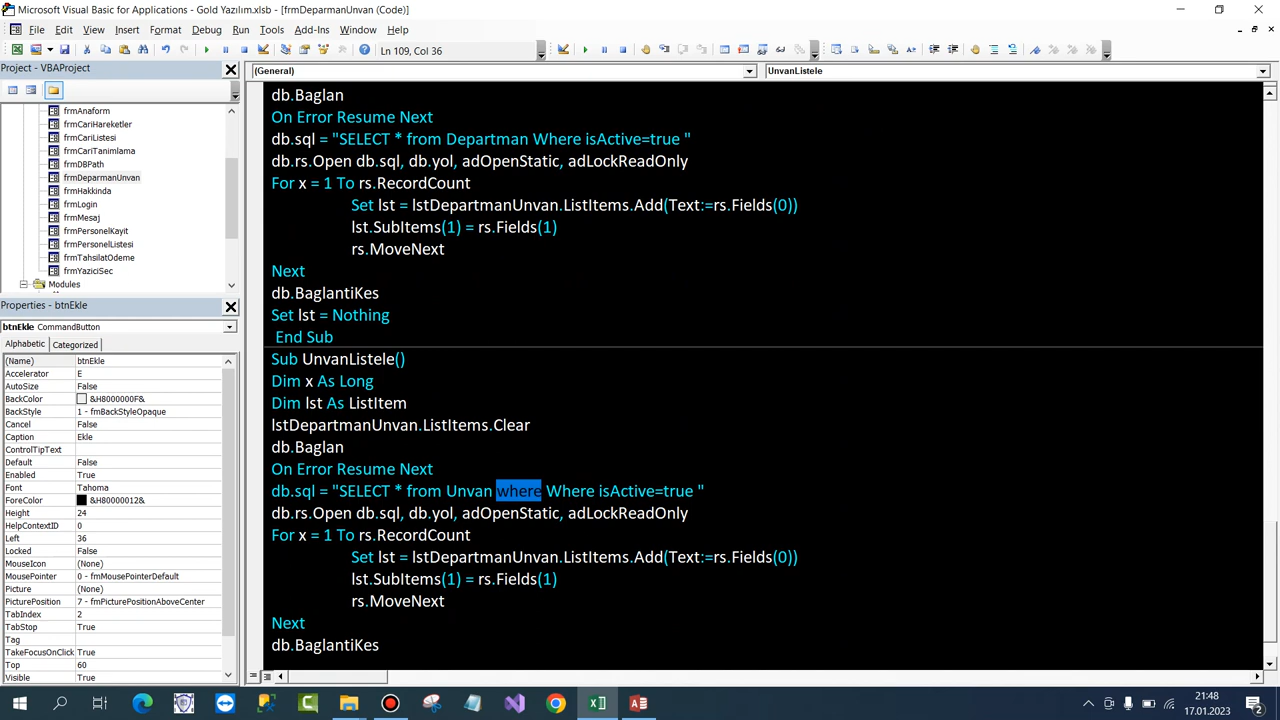 Microsoft Visual Basic for Applications - Gold Yazılım.xlsb - [frmDeparmanUnvan (Code)]
File Edit View Insert Format Debug Run Tools Add-Ins Window Help
Ln 109, Col 36
Project - VBAProject
(General)
UnvanListele
frmAnaform
frmCariHareketler
frmCariListesi
frmCariTanimlama
frmDBPath
frmDeparmanUnvan
frmHakkinda
frmLogin
frmMesaj
frmPersonelKayit
frmPersonelListesi
frmTahsilatOdeme
frmYaziciSec
Modules
Properties - btnEkle
btnEkle CommandButton
Alphabetic Categorized
(Name) btnEkle
Accelerator E
AutoSize False
BackColor &H8000000F&
BackStyle 1 - fmBackStyleOpaque
Cancel False
Caption Ekle
ControlTipText
Default False
Enabled True
Font Tahoma
ForeColor &H80000012&
Height 24
HelpContextID 0
Left 36
Locked False
MouseIcon (None)
MousePointer 0 - fmMousePointerDefault
Picture (None)
PicturePosition 7 - fmPicturePositionAboveCenter
TabIndex 2
TabStop True
Tag
TakeFocusOnClick True
Top 60
Visible True
db.Baglan
On Error Resume Next
db.sql = "SELECT * from Departman Where isActive=true "
db.rs.Open db.sql, db.yol, adOpenStatic, adLockReadOnly
For x = 1 To rs.RecordCount
Set lst = lstDepartmanUnvan.ListItems.Add(Text:=rs.Fields(0))
lst.SubItems(1) = rs.Fields(1)
rs.MoveNext
Next
db.BaglantiKes
Set lst = Nothing
End Sub
Sub UnvanListele()
Dim x As Long
Dim lst As ListItem
lstDepartmanUnvan.ListItems.Clear
db.Baglan
On Error Resume Next
db.sql = "SELECT * from Unvan where Where isActive=true "
db.rs.Open db.sql, db.yol, adOpenStatic, adLockReadOnly
For x = 1 To rs.RecordCount
Set lst = lstDepartmanUnvan.ListItems.Add(Text:=rs.Fields(0))
lst.SubItems(1) = rs.Fields(1)
rs.MoveNext
Next
db.BaglantiKes
21:48
17.01.2023
2